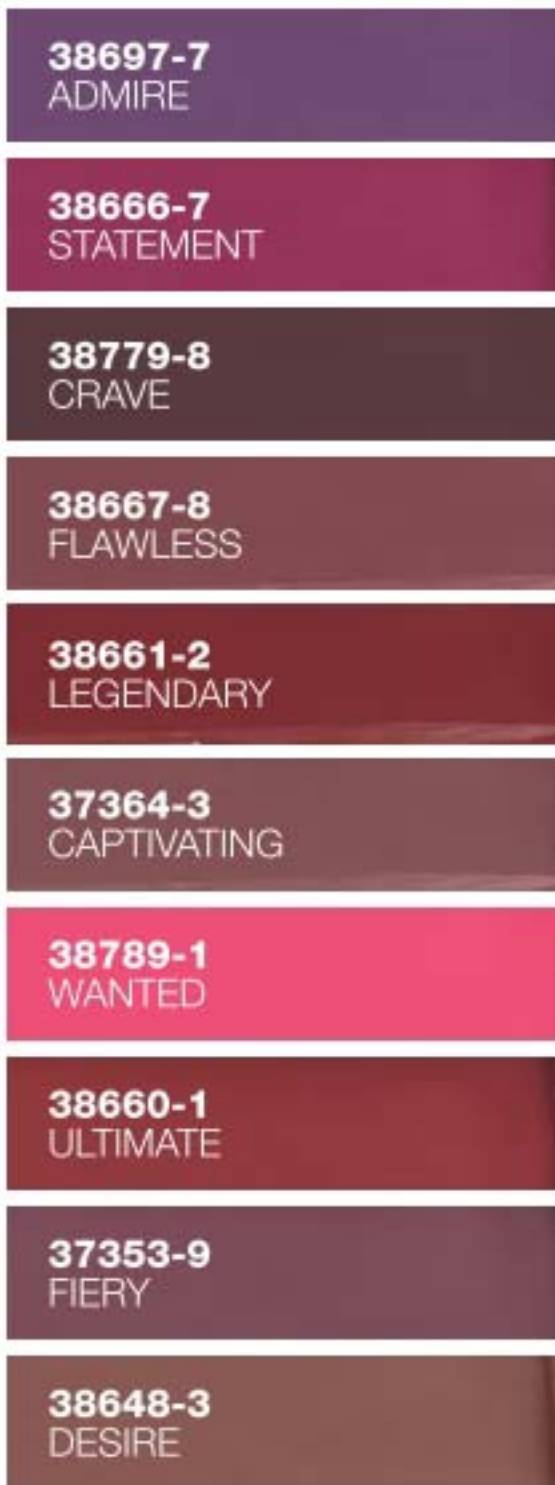 38697-7
ADMIRE
38666-7
STATEMENT
38779-8
CRAVE
38667-8
FLAWLESS
38661-2
LEGENDARY
37364-3
CAPTIVATING
38789-1
WANTED
38660-1
ULTIMATE
37353-9
FIERY
38648-3
DESIRE